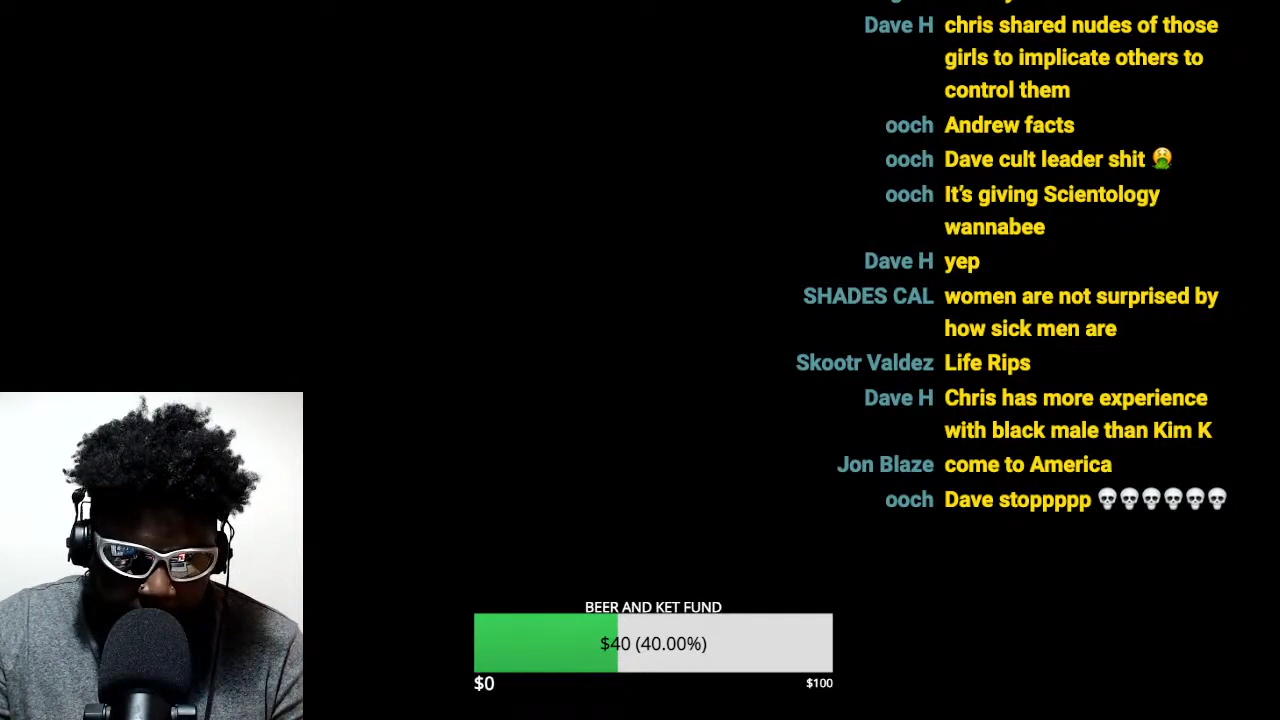 Dave H chris shared nudes of those
girls to implicate others to
control them
ooch Andrew facts
ooch Dave cult leader shit 🤮
ooch It’s giving Scientology
wannabee
Dave H yep
SHADES CAL women are not surprised by
how sick men are
Skootr Valdez Life Rips
Dave H Chris has more experience
with black male than Kim K
Jon Blaze come to America
ooch Dave stoppppp 💀💀💀💀💀💀
BEER AND KET FUND
$40 (40.00%)
$0 $100